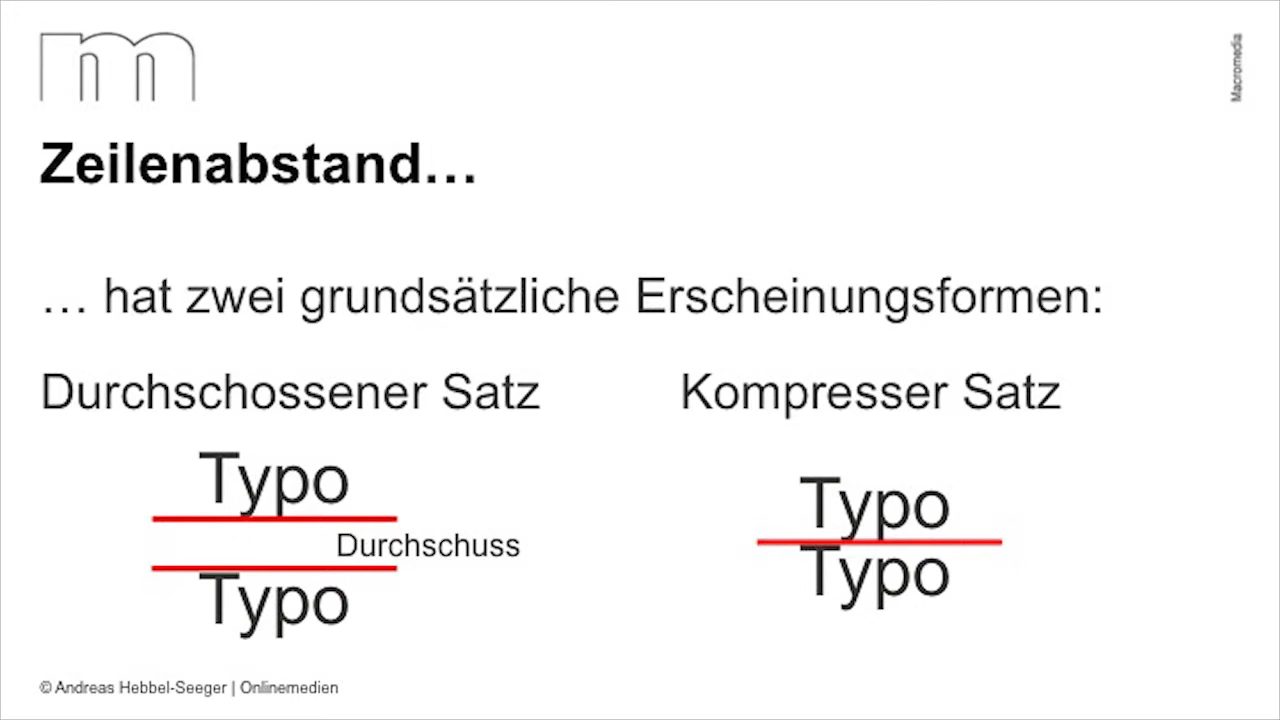 m
Macromedia
Zeilenabstand…
… hat zwei grundsätzliche Erscheinungsformen:
Durchschossener Satz
Kompresser Satz
Typo
Durchschuss
Typo
Typo
Typo
© Andreas Hebbel-Seeger | Onlinemedien